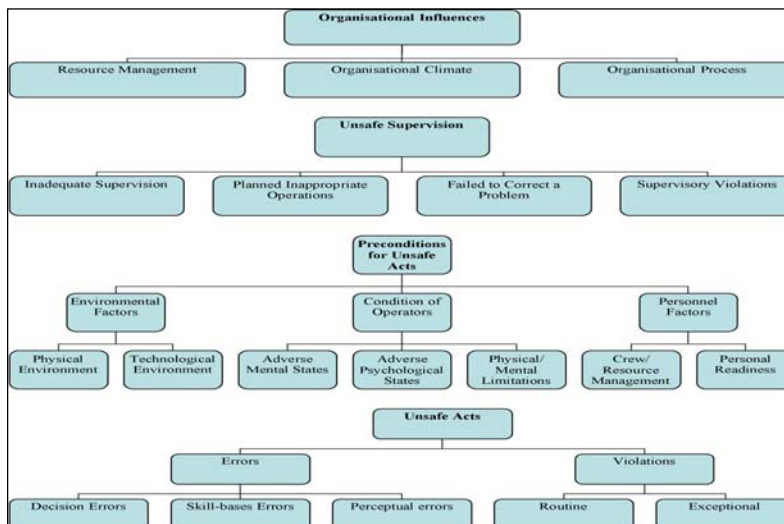 Organisational Influences
Resource Management
Organisational Climate
Organisational Process
Unsafe Supervision
Inadequate Supervision
Planned Inappropriate
Operations
Failed to Correct a
Problem
Supervisory Violations
Preconditions
for Unsafe
Acts
Environmental
Factors
Condition of
Operators
Personnel
Factors
Physical
Environment
Technological
Environment
Adverse
Mental States
Adverse
Psychological
States
Physical/
Mental
Limitations
Crew/
Resource
Management
Personal
Readiness
Unsafe Acts
Errors
Violations
Decision Errors
Skill-bases Errors
Perceptual errors
Routine
Exceptional